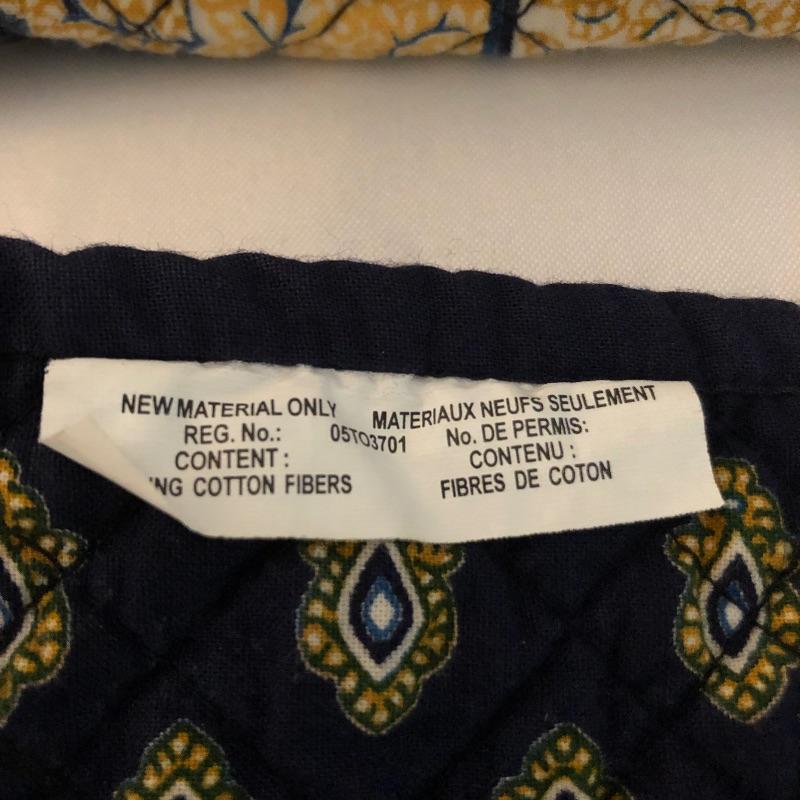 NEW MATERIAL ONLY MATERIAUX NEUFS SEULEMENT
REG. No.: 05TO3701 No. DE PERMIS:
CONTENT : CONTENU :
COTTON FIBERS FIBRES DE COTON